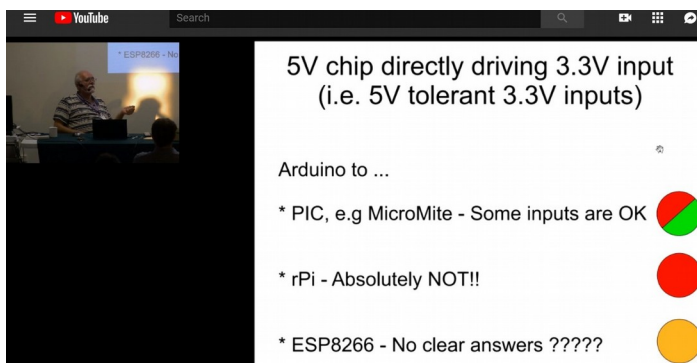 YouTube
Search
* ESP8266 - No
5V chip directly driving 3.3V input
(i.e. 5V tolerant 3.3V inputs)
Arduino to ...
* PIC, e.g MicroMite - Some inputs are OK
* rPi - Absolutely NOT!!
* ESP8266 - No clear answers ?????